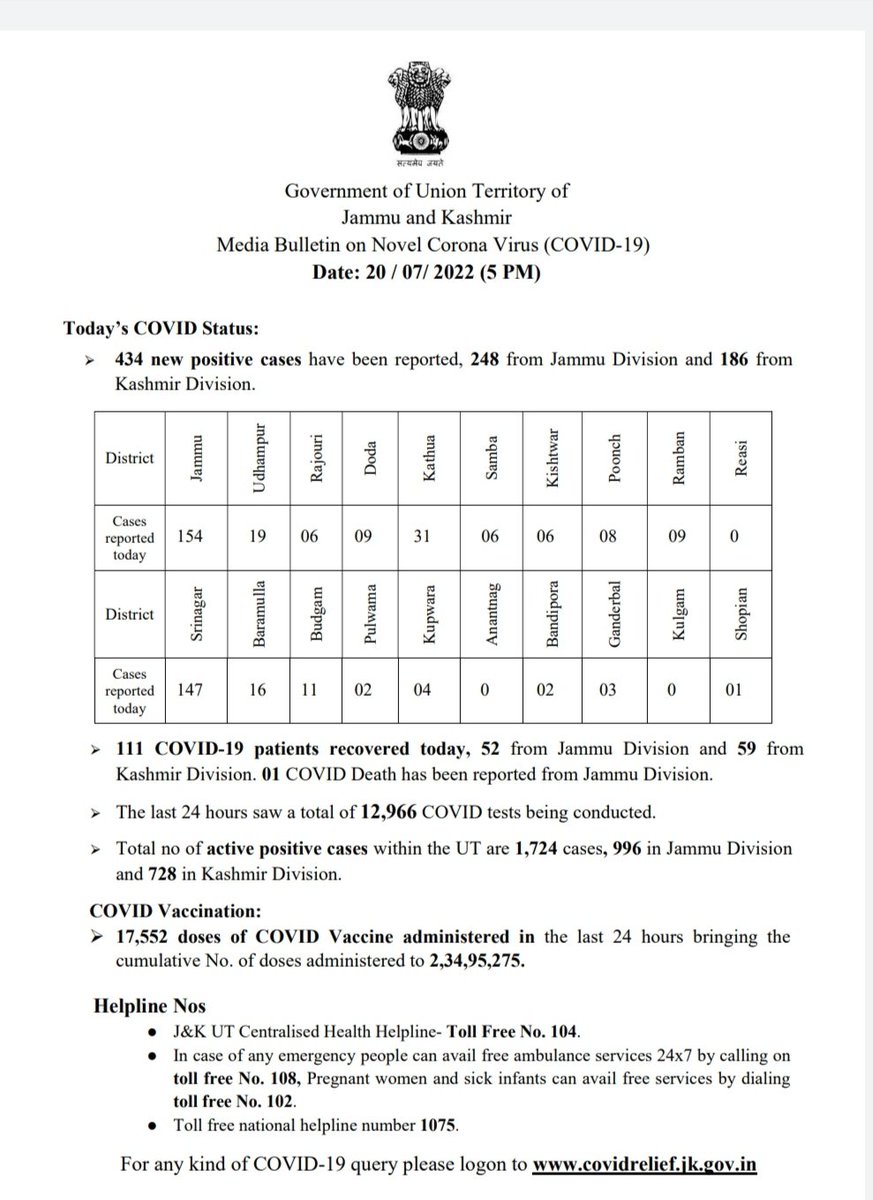 सत्यमेव जयते
Government of Union Territory of
Jammu and Kashmir
Media Bulletin on Novel Corona Virus (COVID-19)
Date: 20 / 07/ 2022 (5 PM)
Today’s COVID Status:
➢ 434 new positive cases have been reported, 248 from Jammu Division and 186 from
Kashmir Division.
District Jammu Udhampur Rajouri Doda Kathua Samba Kishtwar Poonch Ramban Reasi
Cases
reported
today
154 19 06 09 31 06 06 08 09 0
District Srinagar Baramulla Budgam Pulwama Kupwara Anantnag Bandipora Ganderbal Kulgam Shopian
Cases
reported
today
147 16 11 02 04 0 02 03 0 01
➢ 111 COVID-19 patients recovered today, 52 from Jammu Division and 59 from
Kashmir Division. 01 COVID Death has been reported from Jammu Division.
➢ The last 24 hours saw a total of 12,966 COVID tests being conducted.
➢ Total no of active positive cases within the UT are 1,724 cases, 996 in Jammu Division
and 728 in Kashmir Division.
COVID Vaccination:
➢ 17,552 doses of COVID Vaccine administered in the last 24 hours bringing the
cumulative No. of doses administered to 2,34,95,275.
Helpline Nos
● J&K UT Centralised Health Helpline- Toll Free No. 104.
● In case of any emergency people can avail free ambulance services 24x7 by calling on
toll free No. 108, Pregnant women and sick infants can avail free services by dialing
toll free No. 102.
● Toll free national helpline number 1075.
For any kind of COVID-19 query please logon to www.covidrelief.jk.gov.in